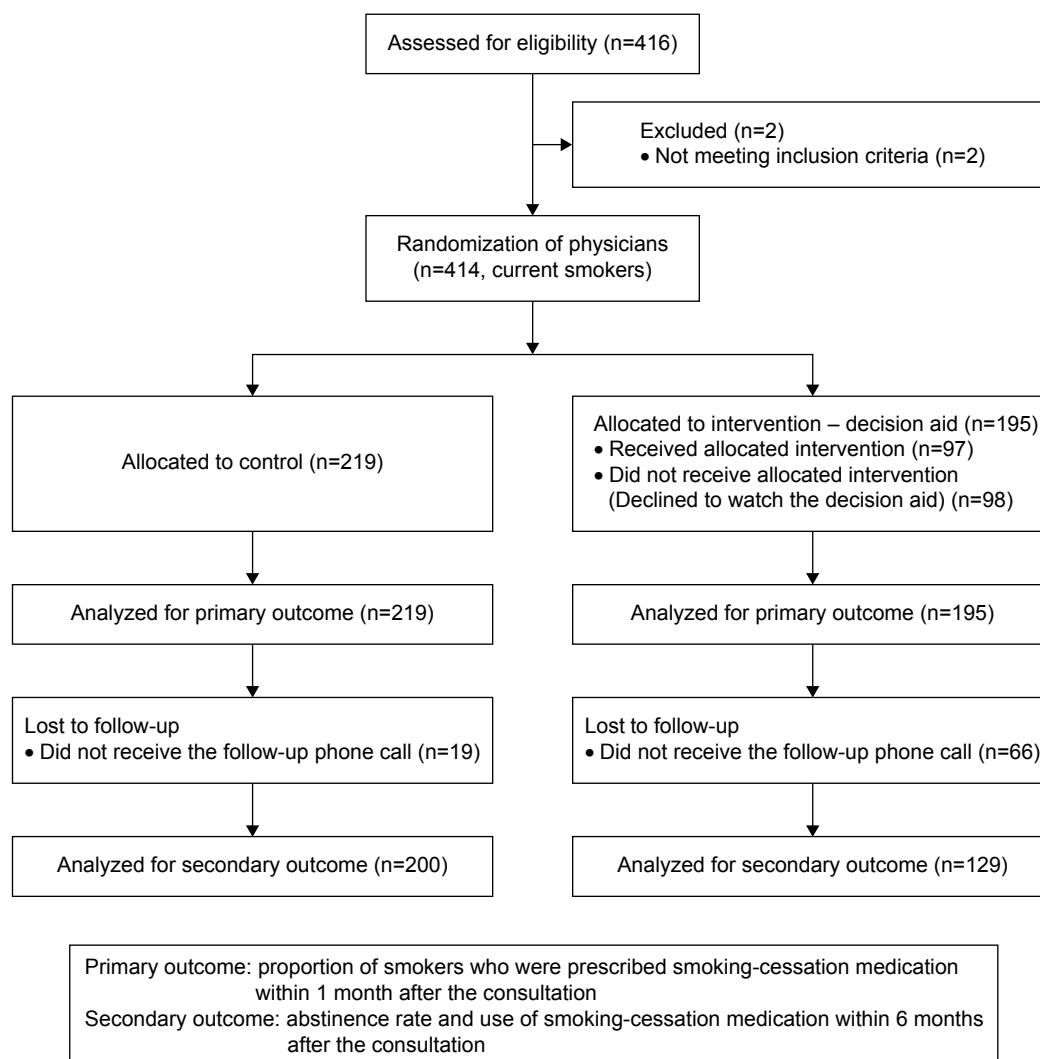 Assessed for eligibility (n=416)
Excluded (n=2)
• Not meeting inclusion criteria (n=2)
Randomization of physicians
(n=414, current smokers)
Allocated to control (n=219)
Allocated to intervention – decision aid (n=195)
• Received allocated intervention (n=97)
• Did not receive allocated intervention
(Declined to watch the decision aid) (n=98)
Analyzed for primary outcome (n=219)
Analyzed for primary outcome (n=195)
Lost to follow-up
• Did not receive the follow-up phone call (n=19)
Lost to follow-up
• Did not receive the follow-up phone call (n=66)
Analyzed for secondary outcome (n=200)
Analyzed for secondary outcome (n=129)
Primary outcome: proportion of smokers who were prescribed smoking-cessation medication
within 1 month after the consultation
Secondary outcome: abstinence rate and use of smoking-cessation medication within 6 months
after the consultation